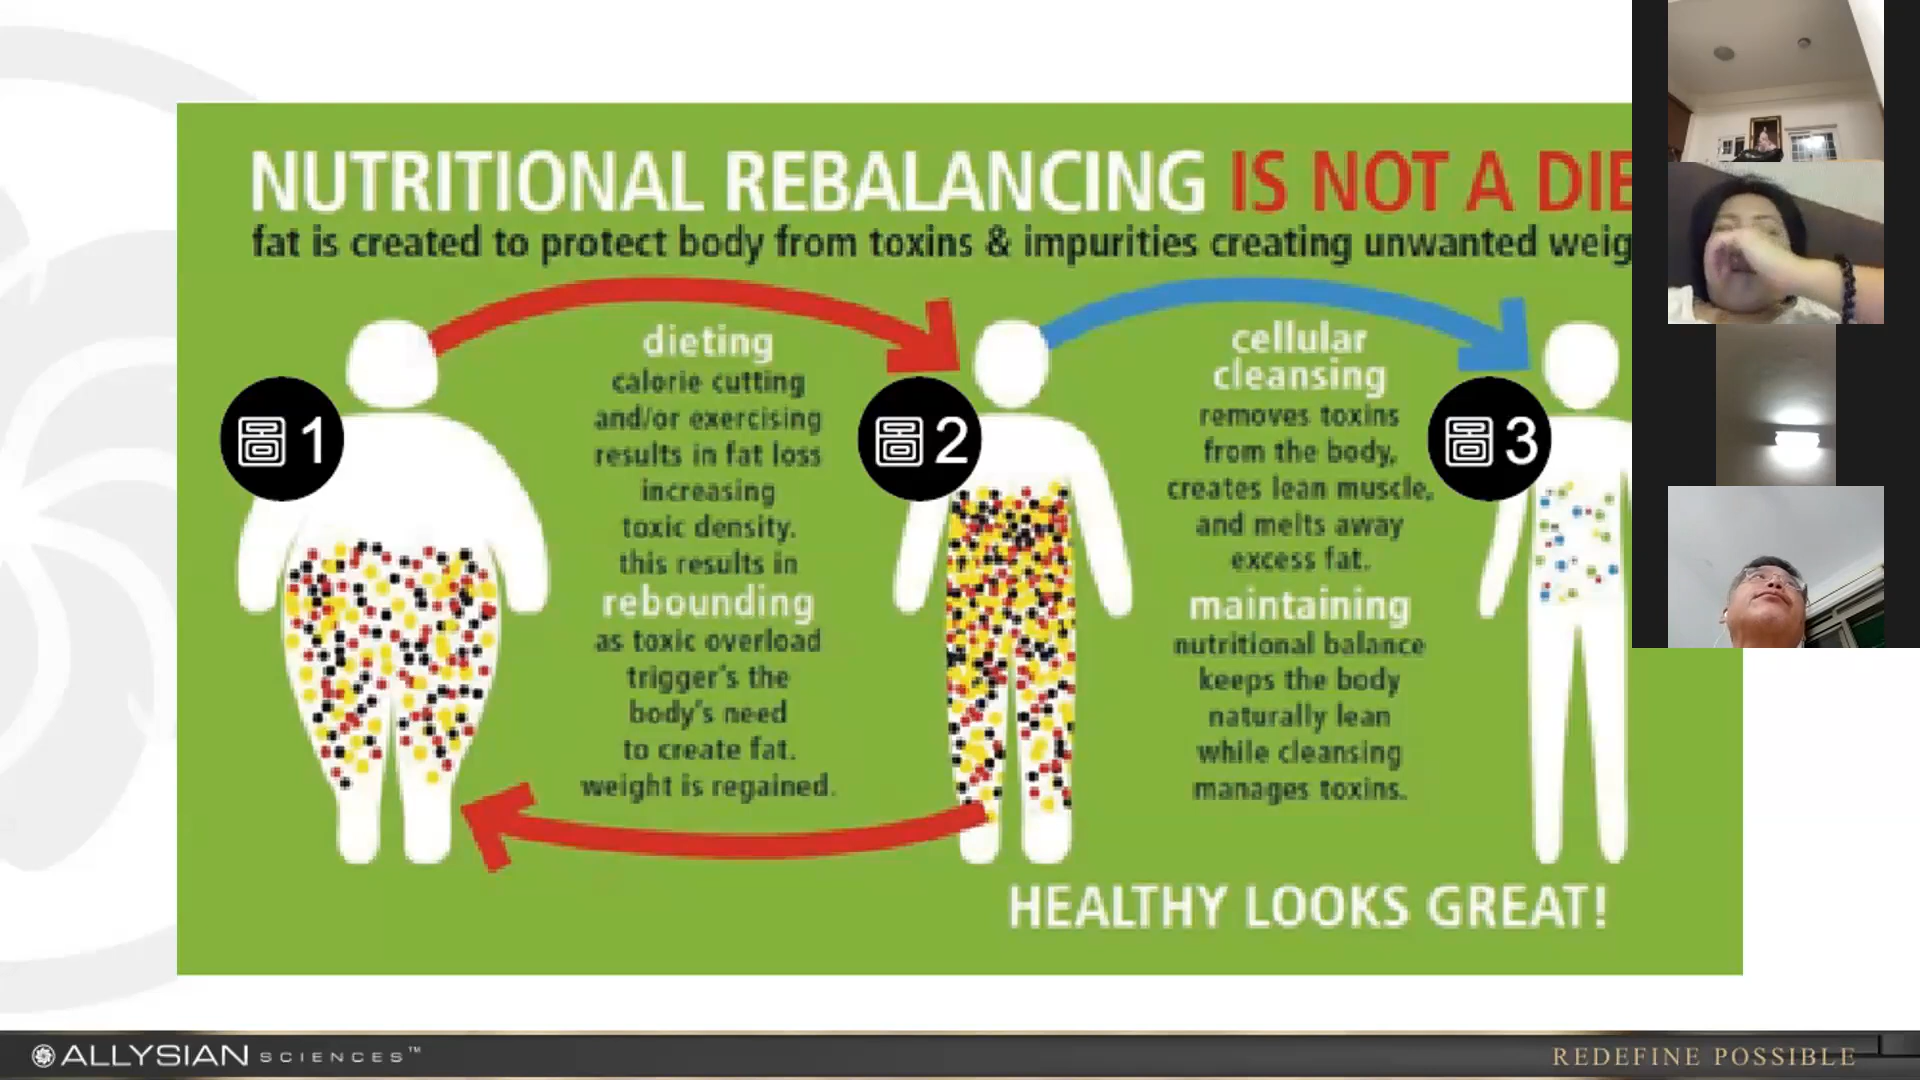 NUTRITIONAL REBALANCING IS NOT A DIE
fat is created to protect body from toxins & impurities creating unwanted weig
dieting
calorie cutting
and/or exercising
results in fat loss
increasing
toxic density.
this results in
rebounding
as toxic overload
trigger's the
body's need
to create fat.
weight is regained.
cellular
cleansing
removes toxins
from the body,
creates lean muscle,
and melts away
excess fat.
maintaining
nutritional balance
keeps the body
naturally lean
while cleansing
manages toxins.
圖1
圖2
圖3
HEALTHY LOOKS GREAT!
ALLYSIAN SCIENCES™
REDEFINE POSSIBLE